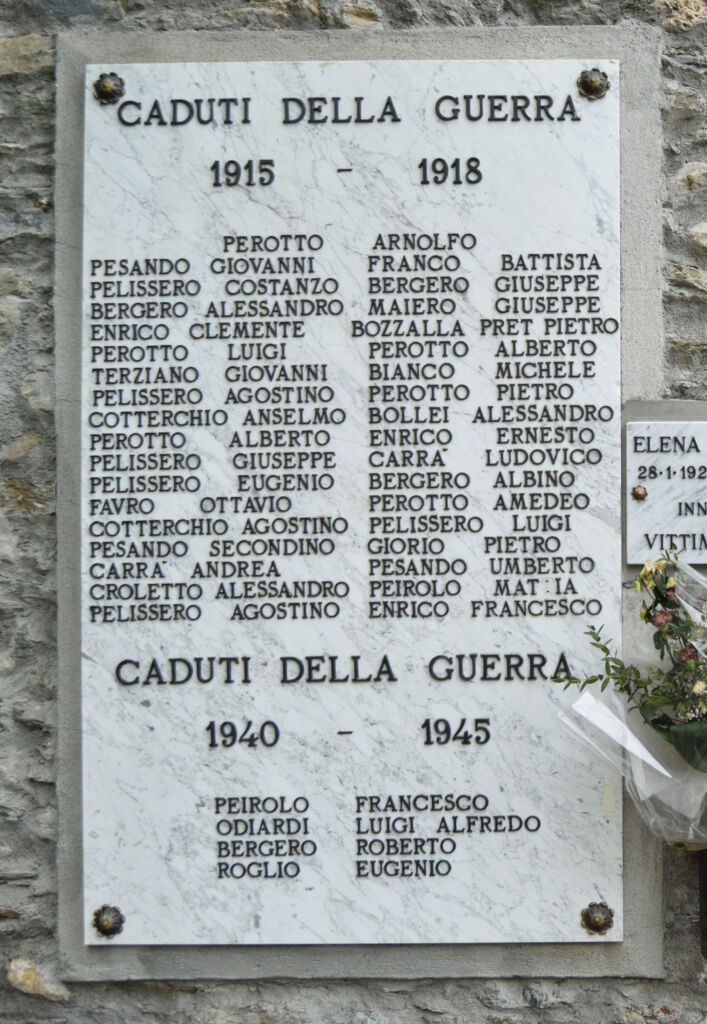 CADUTI DELLA GUERRA
1915 - 1918
PEROTTO ARNOLFO
PESANDO GIOVANNI FRANCO BATTISTA
PELISSERO COSTANZO BERGERO GIUSEPPE
BERGERO ALESSANDRO MAIERO GIUSEPPE
ENRICO CLEMENTE BOZZALLA PRET PIETRO
PEROTTO LUIGI PEROTTO ALBERTO
TERZIANO GIOVANNI BIANCO MICHELE
PELISSERO AGOSTINO PEROTTO PIETRO
COTTERCHIO ANSELMO BOLLEI ALESSANDRO
PEROTTO ALBERTO ENRICO ERNESTO
PELISSERO GIUSEPPE CARRA' LUDOVICO
PELISSERO EUGENIO BERGERO ALBINO
FAVRO OTTAVIO PEROTTO AMEDEO
COTTERCHIO AGOSTINO PELISSERO LUIGI
PESANDO SECONDINO GIORIO PIETRO
CARRA' ANDREA PESANDO UMBERTO
CROLETTO ALESSANDRO PEIROLO MAT IA
PELISSERO AGOSTINO ENRICO FRANCESCO
CADUTI DELLA GUERRA
1940 - 1945
PEIROLO FRANCESCO
ODIARDI LUIGI ALFREDO
BERGERO ROBERTO
ROGLIO EUGENIO
ELENA
28·1·192
INN
VITTIM